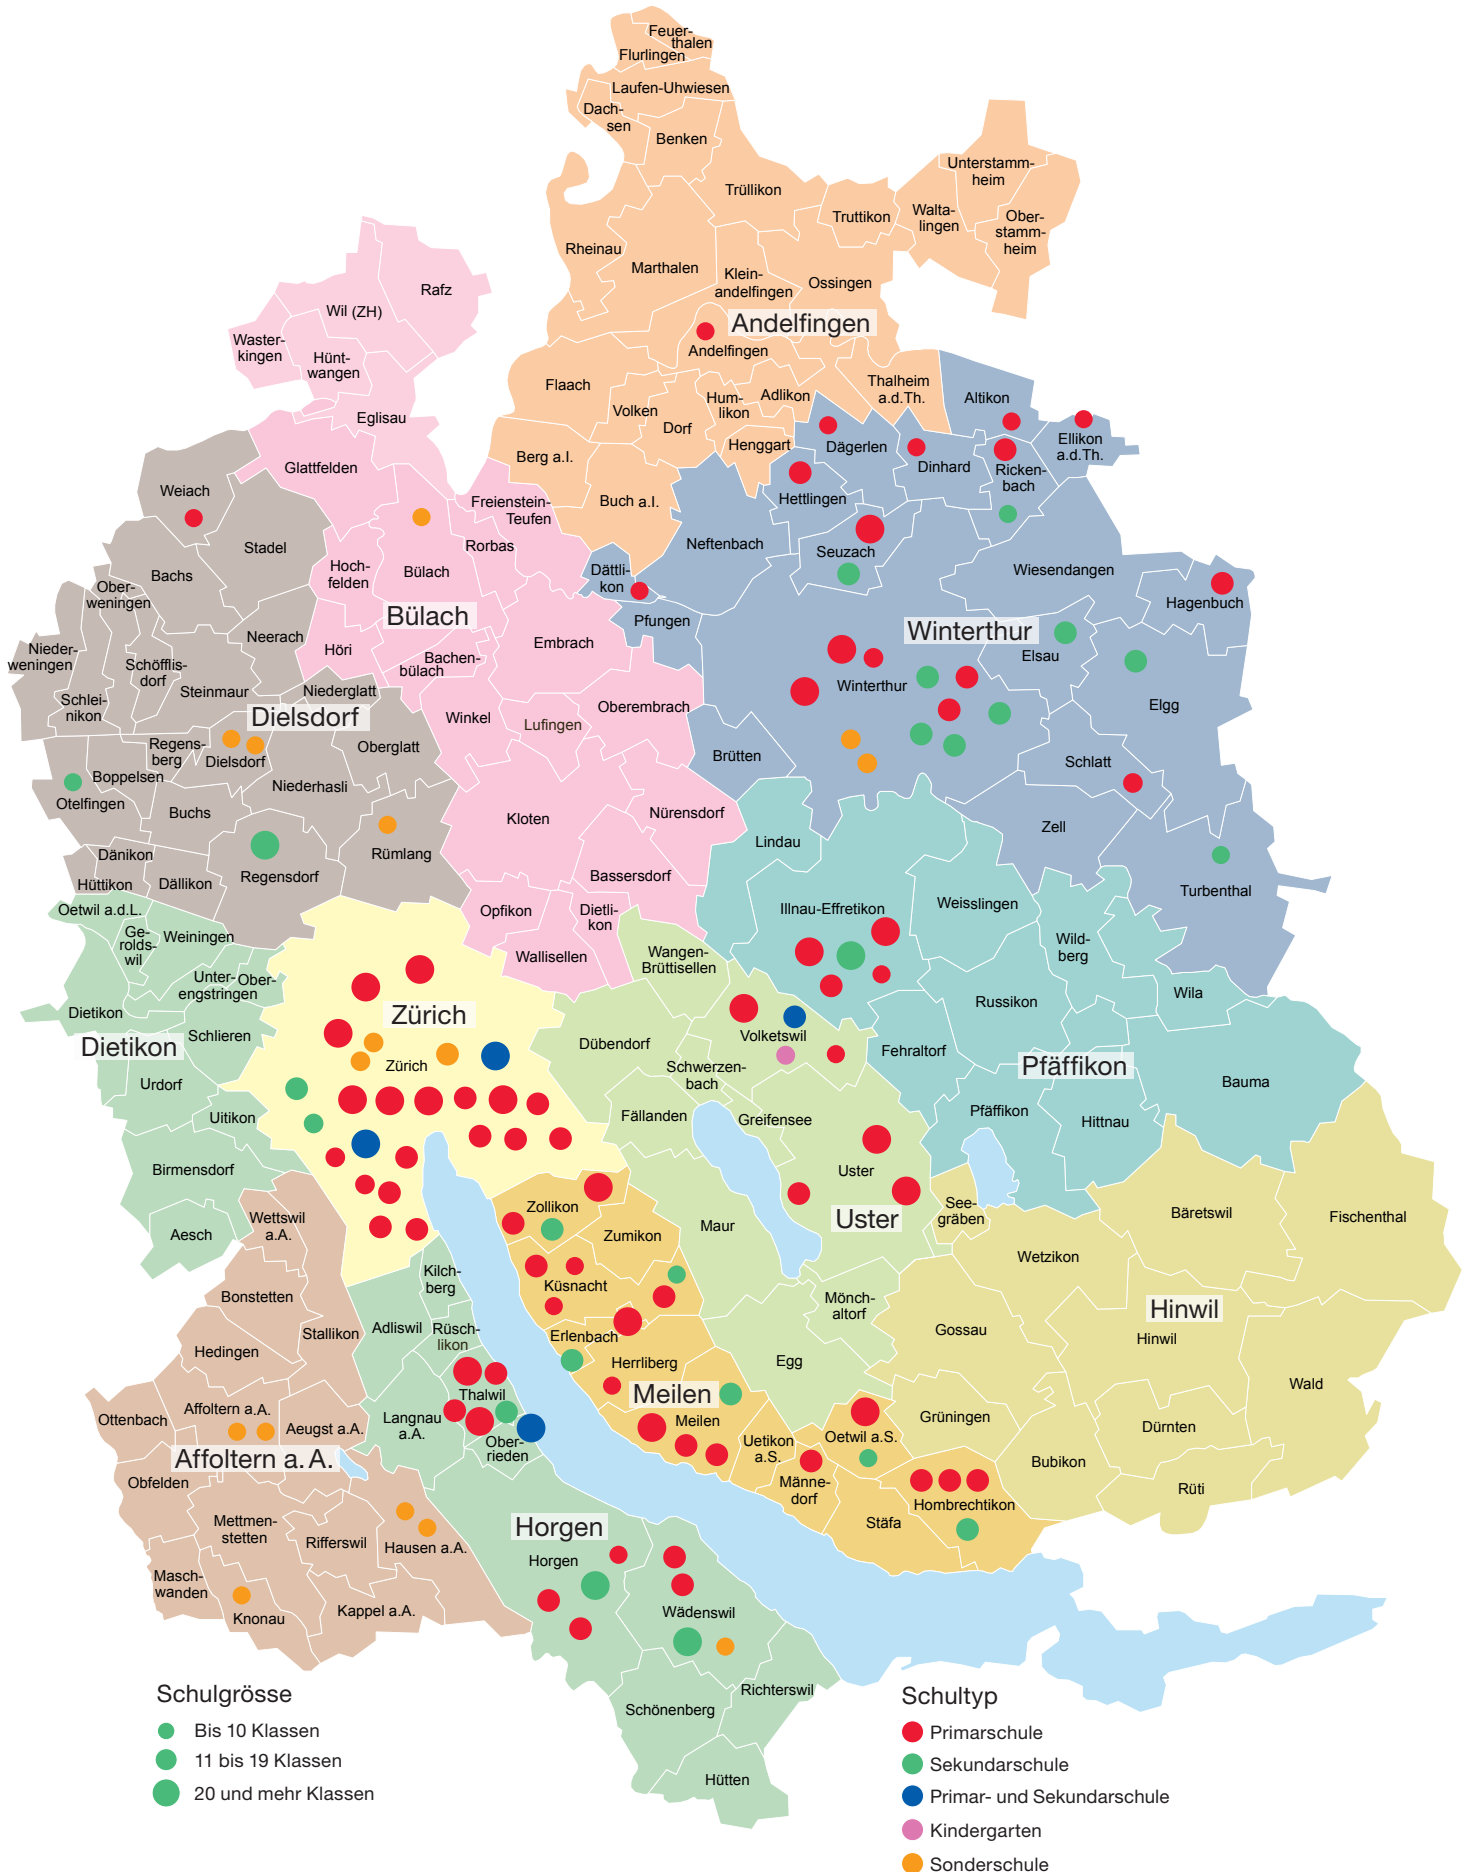 Feuer-
thalen
Flurlingen
Laufen-Uhwiesen
Dach-
sen
Benken
Trüllikon
Truttikon
Walta-
lingen
Unterstamm-
heim
Ober-
stamm-
heim
Rheinau
Marthalen
Klein-
andelfingen
Ossingen
Andelfingen
Andelfingen
Flaach
Volken
Dorf
Hum-
likon
Adlikon
Thalheim
a.d.Th.
Henggart
Berg a.I.
Buch a.I.
Rafz
Wil (ZH)
Waster-
kingen
Hünt-
wangen
Eglisau
Glattfelden
Freienstein-
Teufen
Rorbas
Hoch-
felden
Bülach
Bülach
Höri
Bachen-
bülach
Embrach
Winkel
Lufingen
Oberembrach
Kloten
Nürensdorf
Bassersdorf
Opfikon
Dietli-
kon
Wallisellen
Weiach
Stadel
Bachs
Ober-
weningen
Neerach
Nieder-
weningen
Schöfflis-
dorf
Steinmaur
Schlei-
nikon
Niederglatt
Dielsdorf
Regens-
berg
Dielsdorf
Oberglatt
Boppelsen
Otelfingen
Niederhasli
Buchs
Rümlang
Dänikon
Hüttikon
Dällikon
Regensdorf
Altikon
Ellikon
a.d.Th.
Dägerlen
Dinhard
Ricken-
bach
Hettlingen
Neftenbach
Seuzach
Wiesendangen
Dättli-
kon
Pfungen
Hagenbuch
Winterthur
Elsau
Winterthur
Elgg
Brütten
Schlatt
Zell
Turbenthal
Lindau
Illnau-Effretikon
Weisslingen
Wild-
berg
Wila
Russikon
Fehraltorf
Pfäffikon
Bauma
Pfäffikon
Hittnau
Oetwil a.d.L.
Ge-
rolds-
wil
Weiningen
Unter-
engstringen
Ober-
Dietikon
Schlieren
Dietikon
Urdorf
Uitikon
Birmensdorf
Aesch
Zürich
Zürich
Wangen-
Brüttisellen
Dübendorf
Volketswil
Schwerzen-
bach
Fällanden
Greifensee
Uster
Uster
Maur
Mönch-
altorf
Egg
See-
gräben
Wetzikon
Bäretswil
Fischenthal
Gossau
Hinwil
Hinwil
Wald
Grüningen
Dürnten
Bubikon
Rüti
Zollikon
Zumikon
Küsnacht
Erlenbach
Herrliberg
Meilen
Meilen
Uetikon
a.S.
Oetwil a.S.
Männe-
dorf
Stäfa
Hombrechtikon
Wettswil
a.A.
Bonstetten
Stallikon
Hedingen
Affoltern a.A.
Ottenbach
Aeugst a.A.
Affoltern a. A.
Obfelden
Mettmen-
stetten
Rifferswil
Hausen a.A.
Masch-
wanden
Knonau
Kappel a.A.
Kilch-
berg
Adliswil
Rüsch-
likon
Thalwil
Langnau
a.A.
Ober-
rieden
Horgen
Horgen
Wädenswil
Richterswil
Schönenberg
Hütten
Schulgrösse
Bis 10 Klassen
11 bis 19 Klassen
20 und mehr Klassen
Schultyp
Primarschule
Sekundarschule
Primar- und Sekundarschule
Kindergarten
Sonderschule